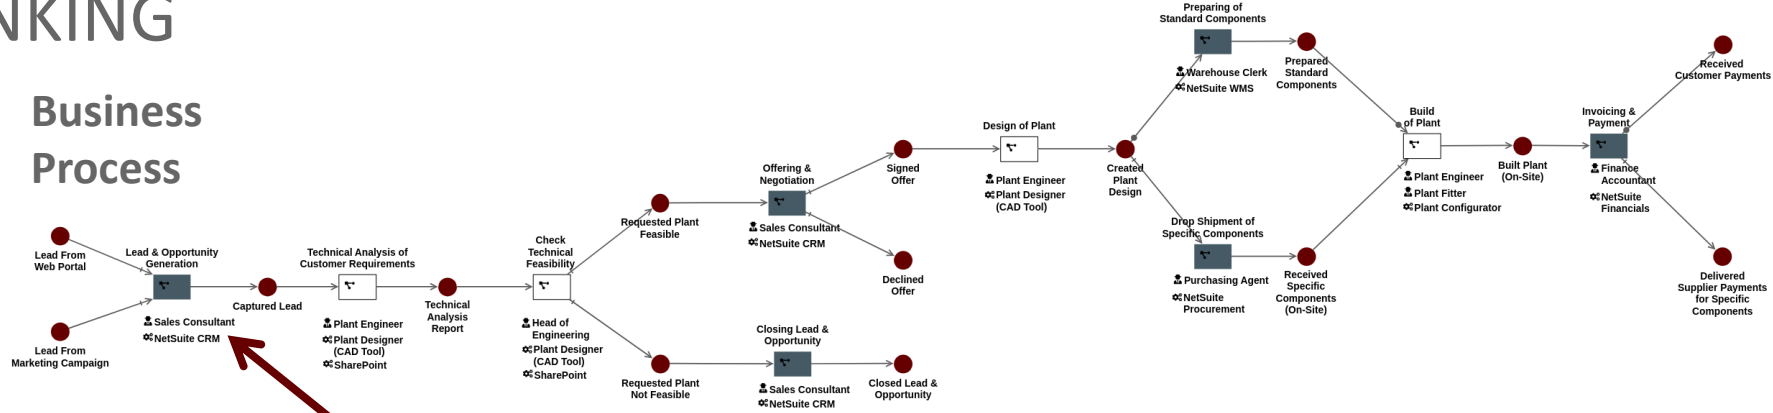 NKING
Business
Process
Lead From
Web Portal
Lead From
Marketing Campaign
Lead & Opportunity
Generation
Sales Consultant
NetSuite CRM
Captured Lead
Technical Analysis of
Customer Requirements
Plant Engineer
Plant Designer
(CAD Tool)
SharePoint
Technical
Analysis
Report
Check
Technical
Feasibility
Head of
Engineering
Plant Designer
(CAD Tool)
SharePoint
Requested Plant
Feasible
Requested Plant
Not Feasible
Offering &
Negotiation
Sales Consultant
NetSuite CRM
Closing Lead &
Opportunity
Sales Consultant
NetSuite CRM
Signed
Offer
Declined
Offer
Closed Lead &
Opportunity
Design of Plant
Plant Engineer
Plant Designer
(CAD Tool)
Created
Plant
Design
Preparing of
Standard Components
Warehouse Clerk
NetSuite WMS
Prepared
Standard
Components
Drop Shipment of
Specific Components
Purchasing Agent
NetSuite
Procurement
Received
Specific
Components
(On-Site)
Build
of Plant
Plant Engineer
Plant Fitter
Plant Configurator
Built Plant
(On-Site)
Invoicing &
Payment
Finance
Accountant
NetSuite
Financials
Received
Customer Payments
Delivered
Supplier Payments
for Specific
Components